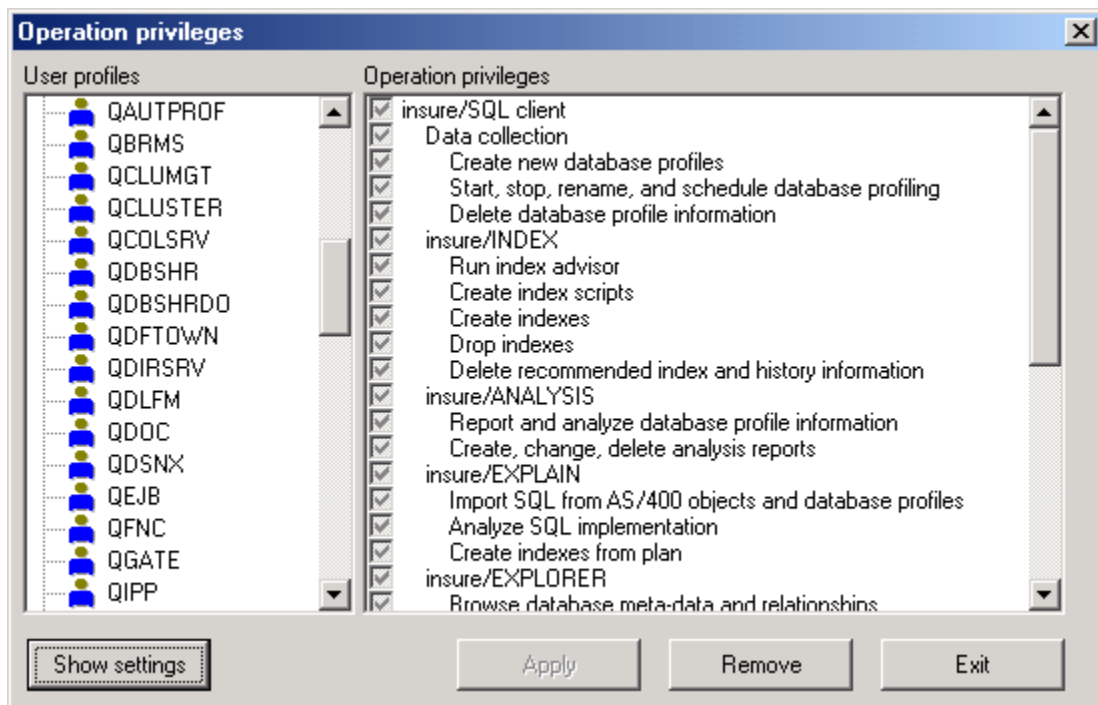 Operation privileges
User profiles
QAUTPROF
QBRMS
QCLUMGT
QCLUSTER
QCOLSRV
QDBSHR
QDBSHRDO
QDFTOWN
QDIRSRV
QDLFM
QDOC
QDSNX
QEJB
QFNC
QGATE
QIPP
Operation privileges
insure/SQL client
Data collection
Create new database profiles
Start, stop, rename, and schedule database profiling
Delete database profile information
insure/INDEX
Run index advisor
Create index scripts
Create indexes
Drop indexes
Delete recommended index and history information
insure/ANALYSIS
Report and analyze database profile information
Create, change, delete analysis reports
insure/EXPLAIN
Import SQL from AS/400 objects and database profiles
Analyze SQL implementation
Create indexes from plan
insure/EXPLORER
Browse database meta-data and relationships
Show settings
Apply
Remove
Exit